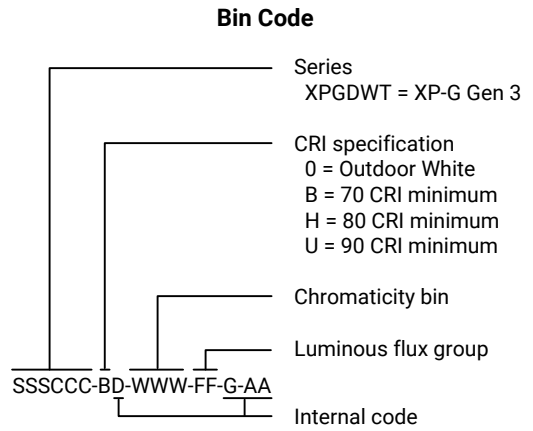 Bin Code
Series
XPGDWT = XP-G Gen 3
CRI specification
0 = Outdoor White
B = 70 CRI minimum
H = 80 CRI minimum
U = 90 CRI minimum
Chromaticity bin
Luminous flux group
SSSCCC-BD-WWW-FF-G-AA
Internal code